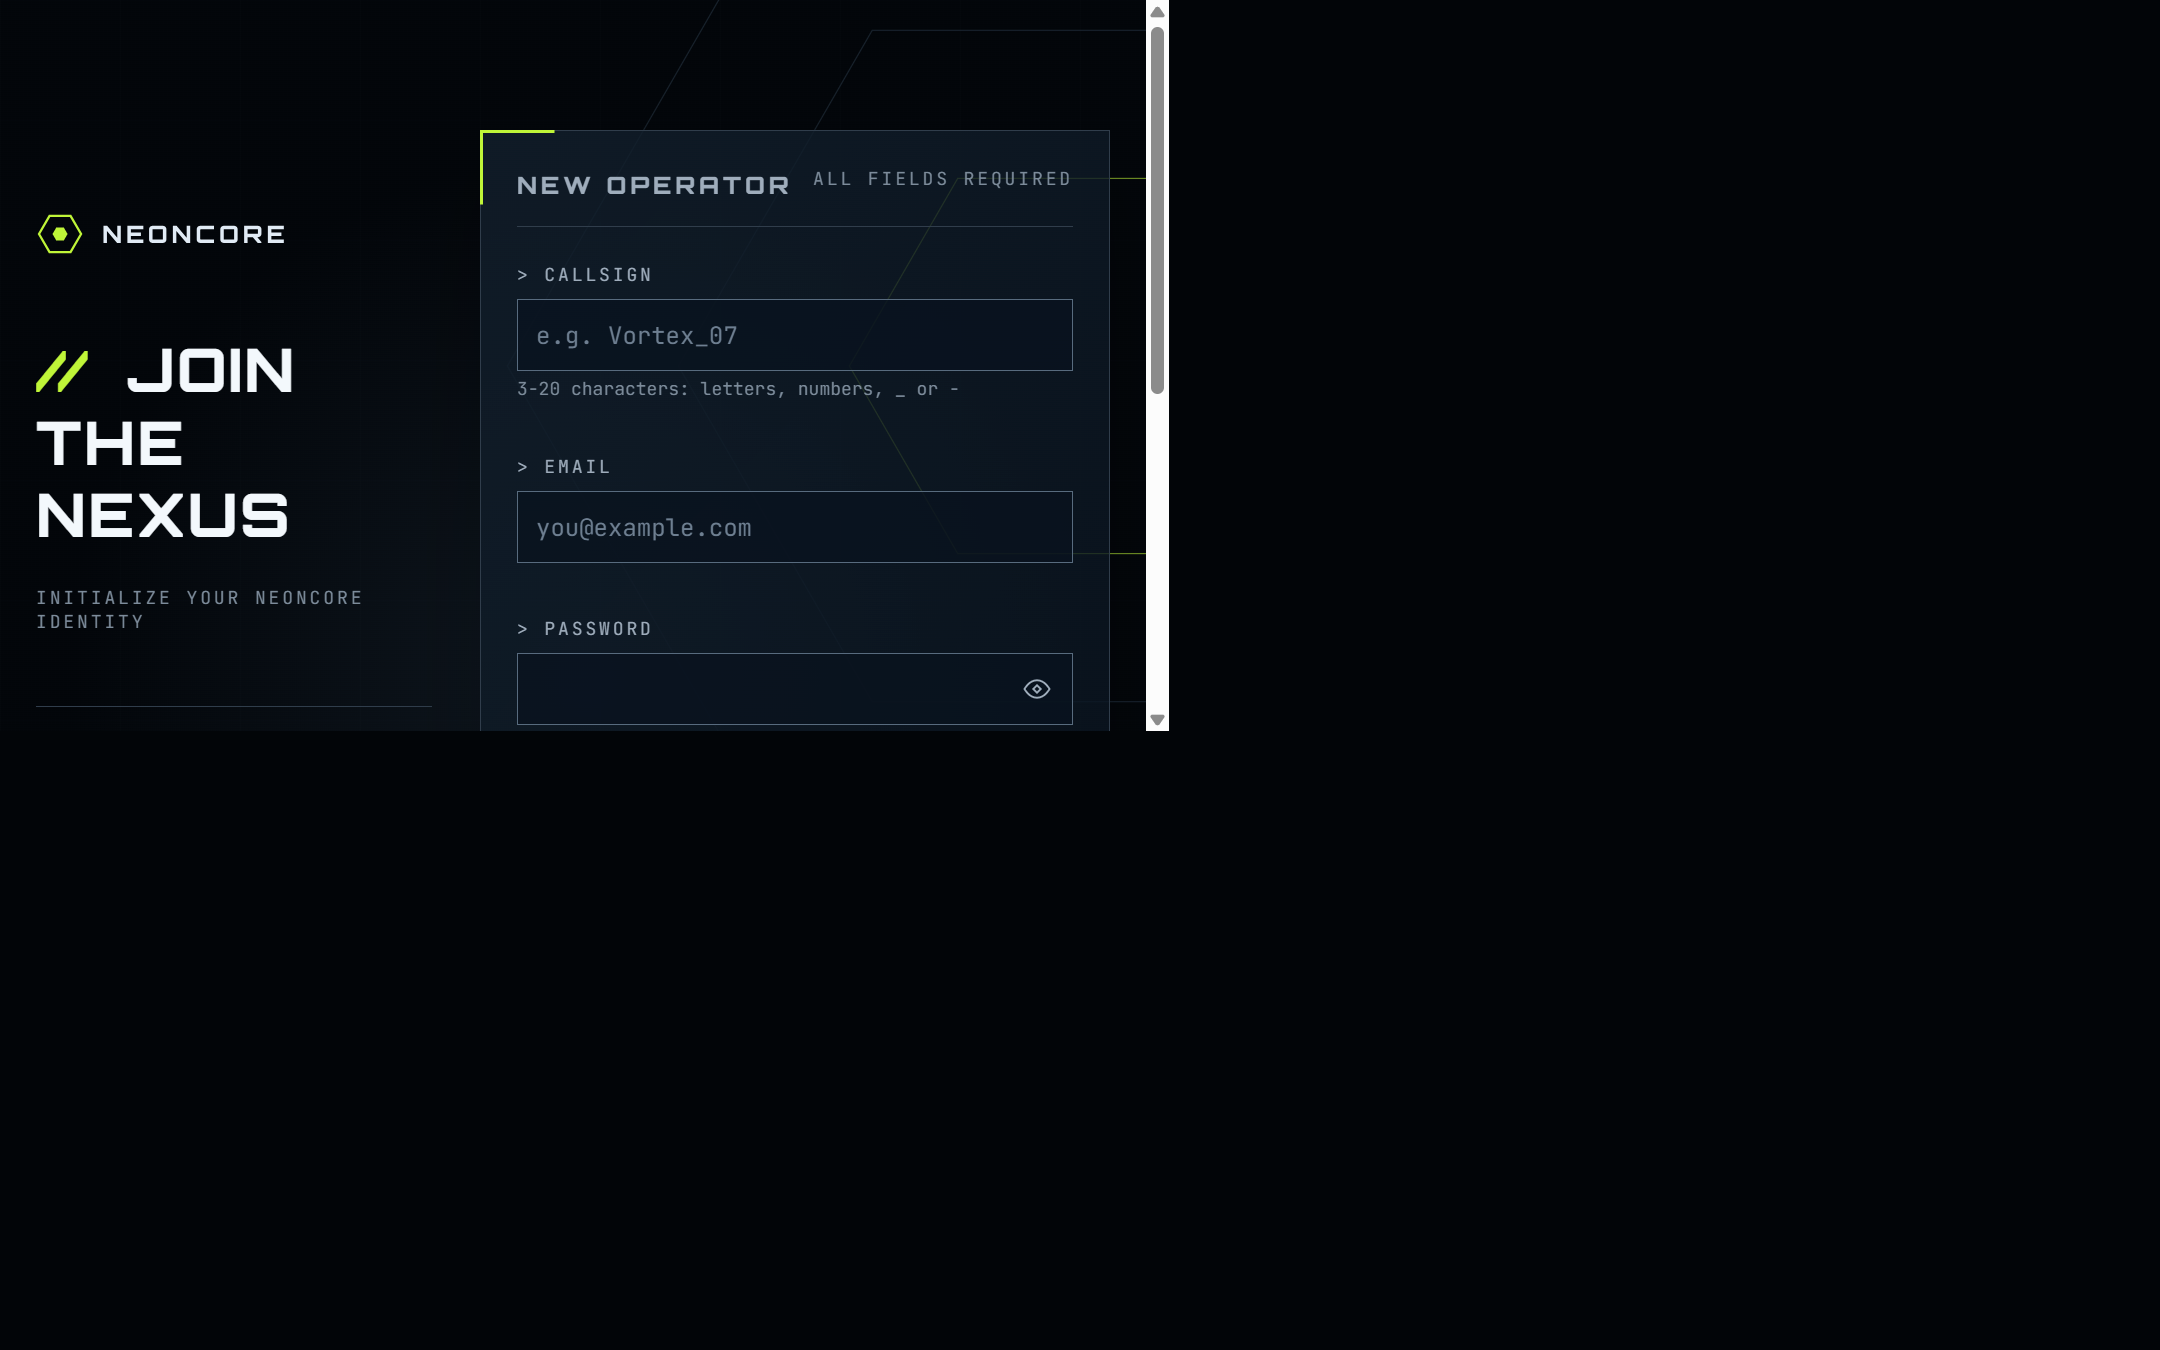 NEONCORE
// JOIN
THE
NEXUS
INITIALIZE YOUR NEONCORE
IDENTITY
NEW OPERATOR
ALL FIELDS REQUIRED
> CALLSIGN
e.g. Vortex_07
3-20 characters: letters, numbers, _ or -
> EMAIL
you@example.com
> PASSWORD